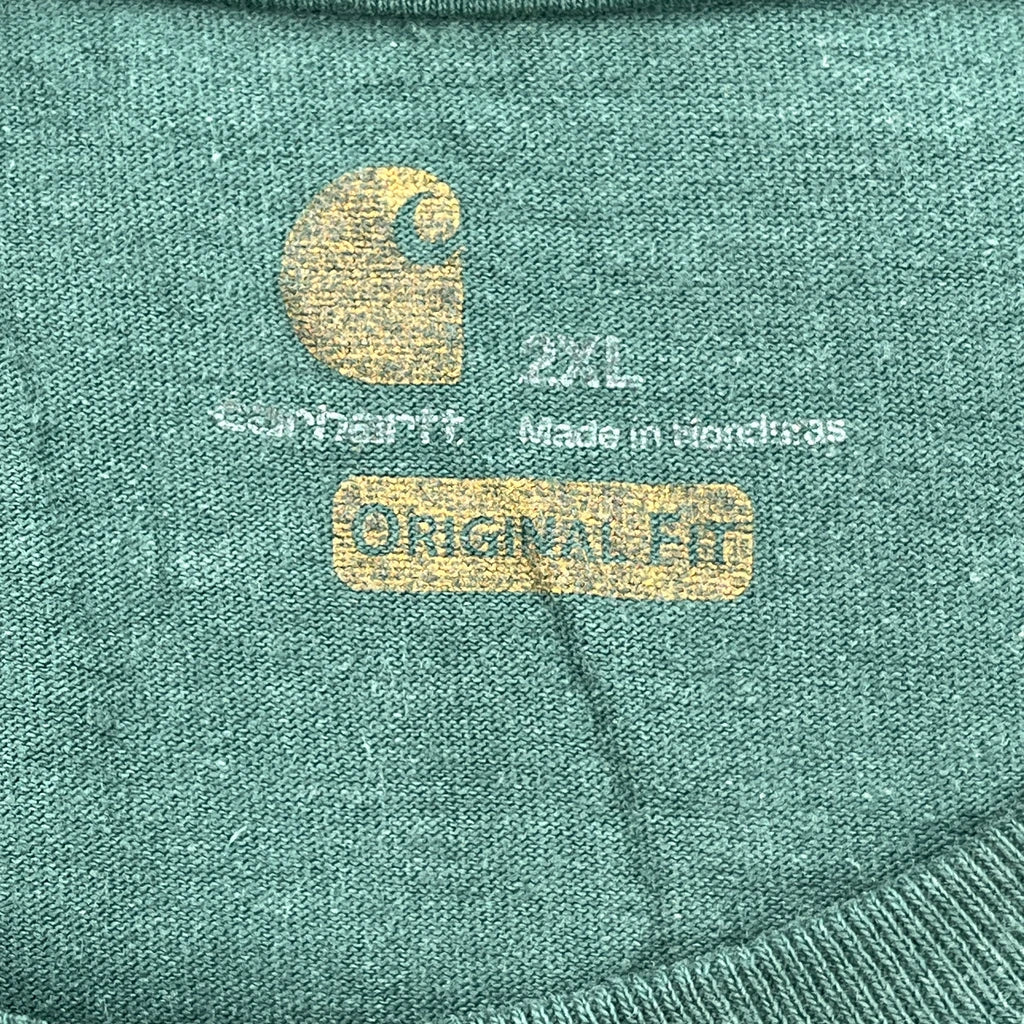 2XL
carhartt
Made in Honduras
ORIGINAL FIT